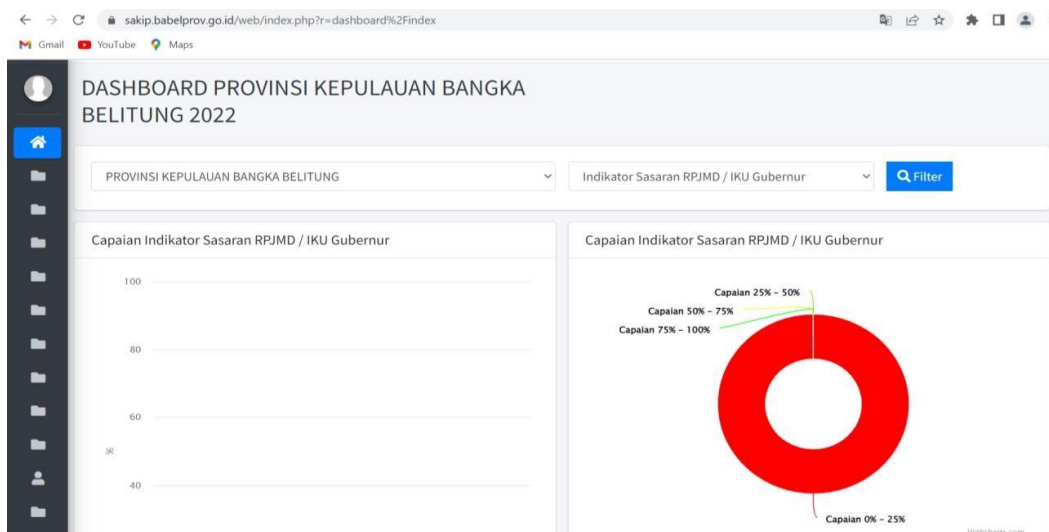 sakip.babelprov.go.id/web/index.php?r=dashboard%2Findex
Gmail YouTube Maps
DASHBOARD PROVINSI KEPULAUAN BANGKA
BELITUNG 2022
PROVINSI KEPULAUAN BANGKA BELITUNG
Indikator Sasaran RPJMD / IKU Gubernur
Filter
Capaian Indikator Sasaran RPJMD / IKU Gubernur
100
80
60
%
40
Capaian Indikator Sasaran RPJMD / IKU Gubernur
Capaian 25% – 50%
Capaian 50% – 75%
Capaian 75% – 100%
Capaian 0% – 25%